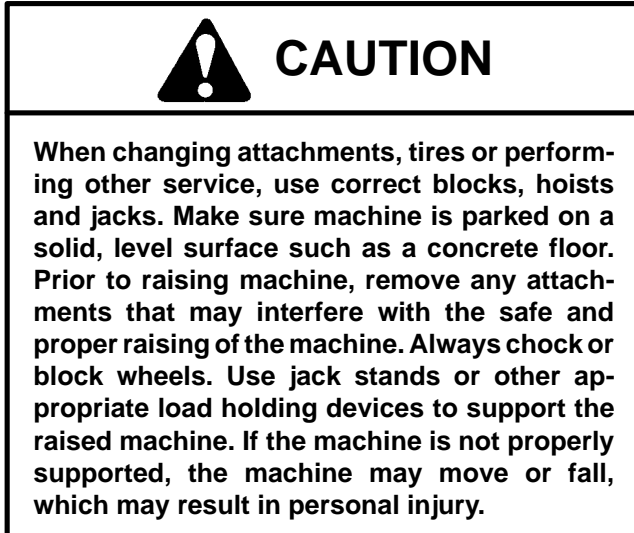 CAUTION
When changing attachments, tires or perform-
ing other service, use correct blocks, hoists
and jacks. Make sure machine is parked on a
solid, level surface such as a concrete floor.
Prior to raising machine, remove any attach-
ments that may interfere with the safe and
proper raising of the machine. Always chock or
block wheels. Use jack stands or other ap-
propriate load holding devices to support the
raised machine. If the machine is not properly
supported, the machine may move or fall,
which may result in personal injury.